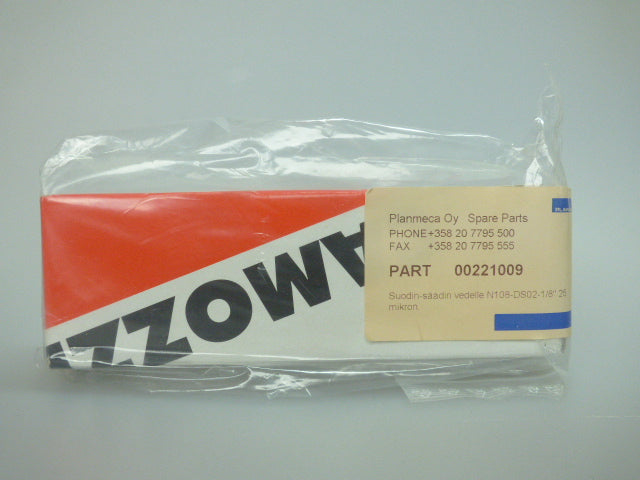 AMOZZ
Planmeca Oy Spare Parts
PHONE+358 20 7795 500
FAX +358 20 7795 555
PART 00221009
Suodin-säädin vedelle N108-DS02-1/8" 25
mikron